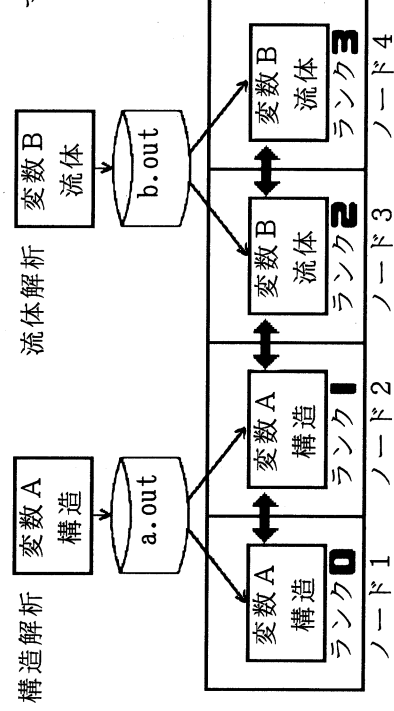 構造解析
変数A
構造
a.out
流体解析
変数B
流体
b.out
変数A
構造
ランク0
ノード1
変数A
構造
ランク1
ノード2
変数B
流体
ランク2
ノード3
変数B
流体
ランク3
ノード4